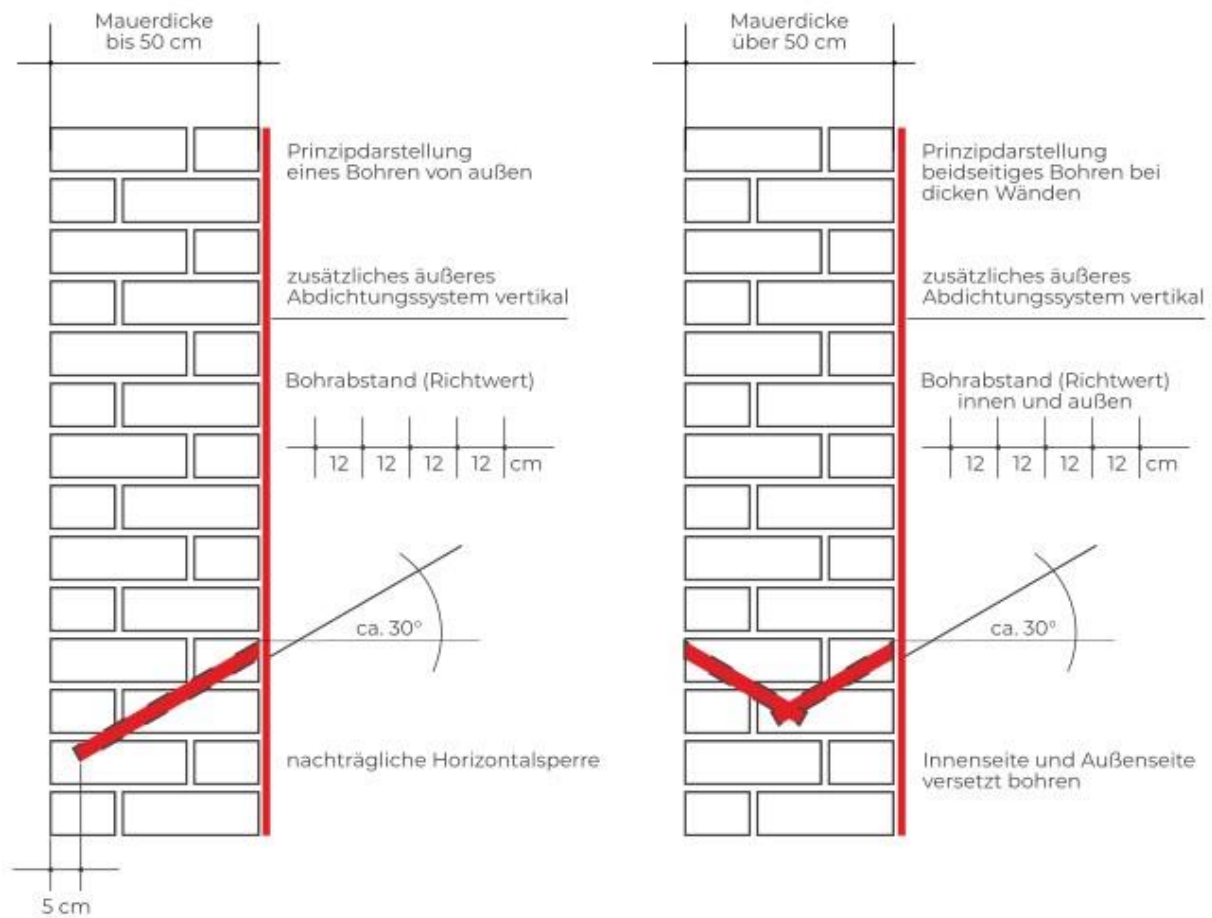 Mauerdicke
bis 50 cm
Prinzipdarstellung
eines Bohren von außen
zusätzliches äußeres
Abdichtungssystem vertikal
Bohrabstand (Richtwert)
12 12 12 12 cm
ca. 30°
nachträgliche Horizontalsperre
5 cm
Mauerdicke
über 50 cm
Prinzipdarstellung
beidseitiges Bohren bei
dicken Wänden
zusätzliches äußeres
Abdichtungssystem vertikal
Bohrabstand (Richtwert)
innen und außen
12 12 12 12 cm
ca. 30°
Innenseite und Außenseite
versetzt bohren